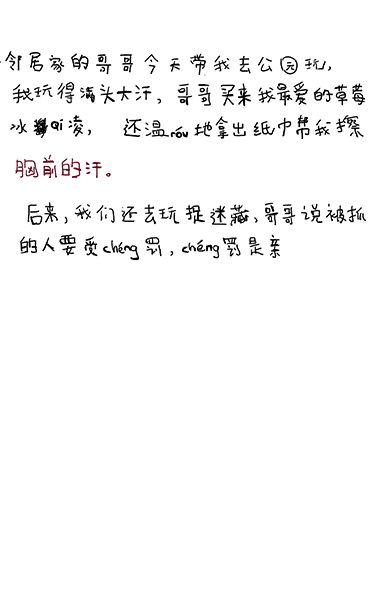 邻居家的哥哥今天带我去公园玩,
我玩得满头大汗,哥哥买来我最爱的草莓
冰qi凌, 还温róu地拿出纸巾帮我擦
胸前的汗。
后来,我们还去玩捉迷藏,哥哥说被抓
的人要受chéng罚,chéng罚是亲